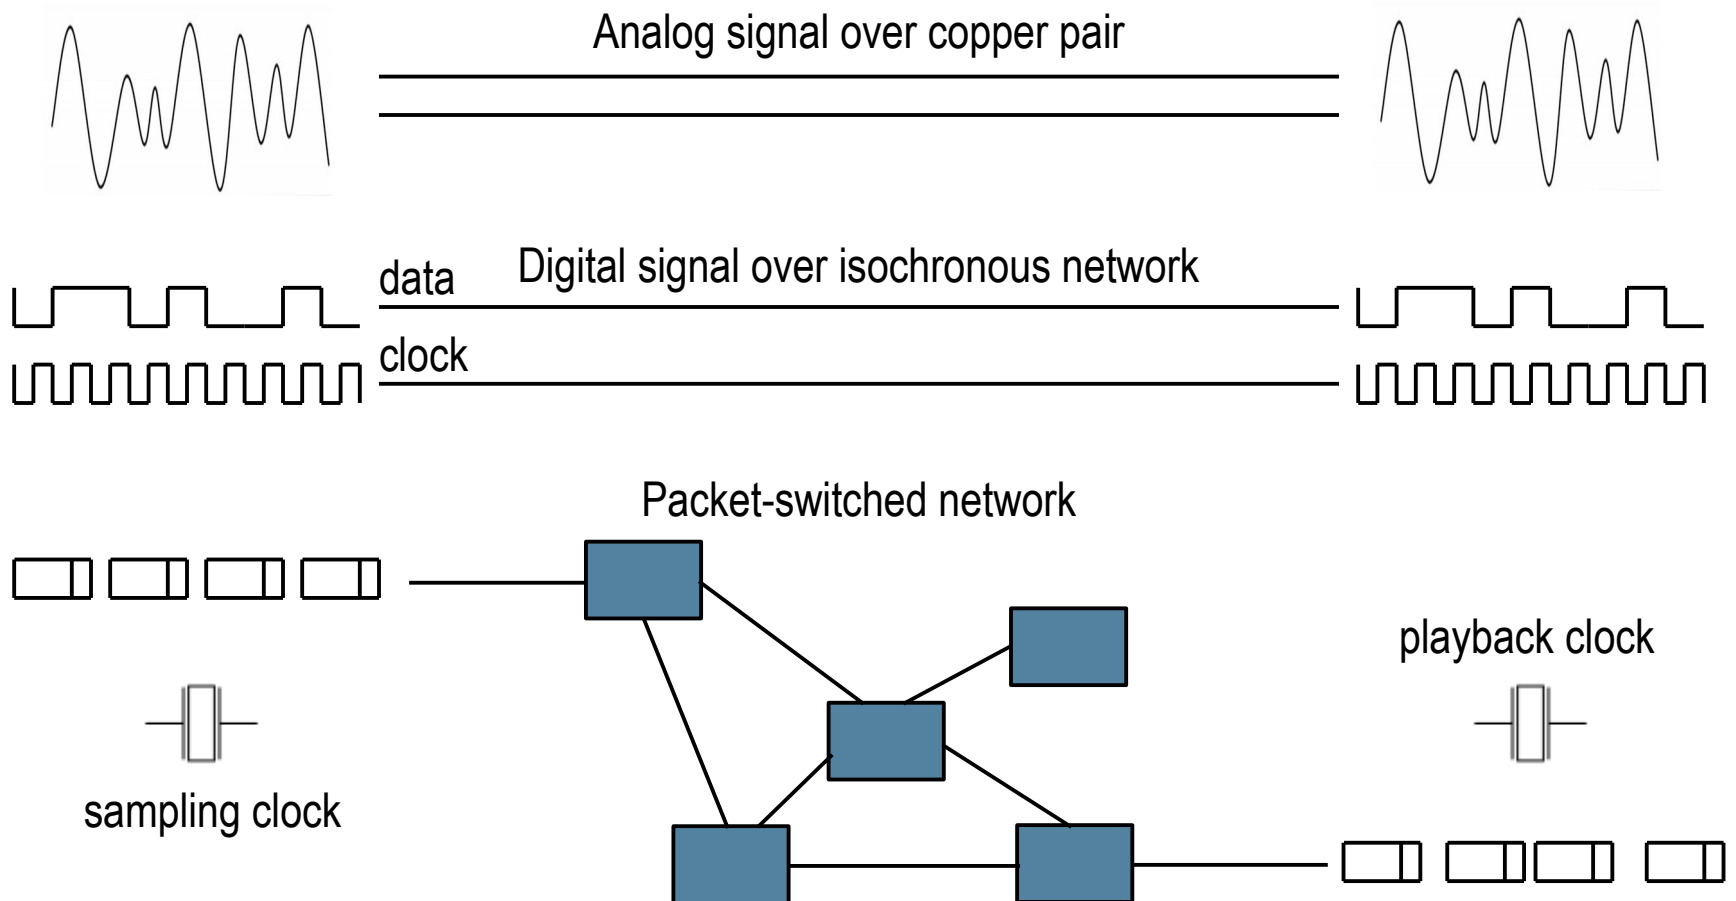 Analog signal over copper pair
Digital signal over isochronous network
data
clock
Packet-switched network
sampling clock
playback clock